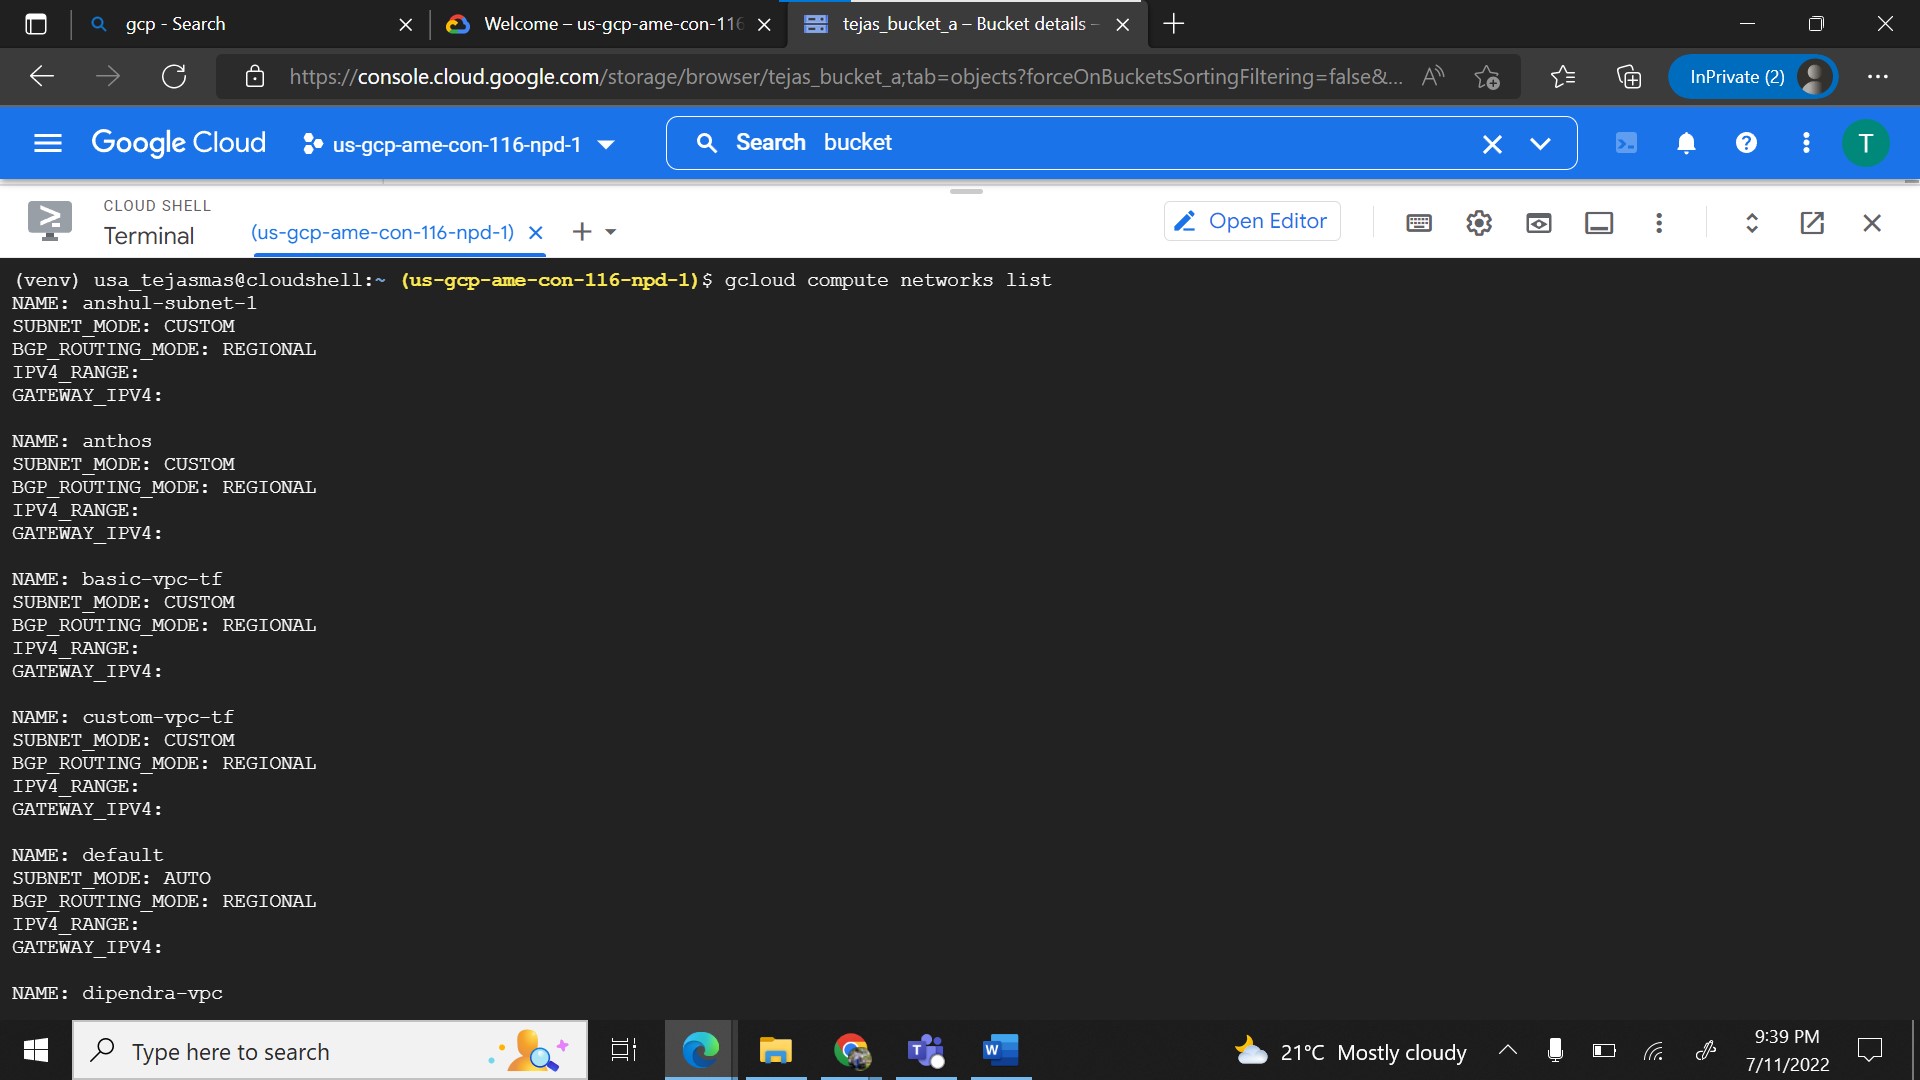 gcp - Search
Welcome – us-gcp-ame-con-116
tejas_bucket_a – Bucket details –
https://console.cloud.google.com/storage/browser/tejas_bucket_a;tab=objects?forceOnBucketsSortingFiltering=false&...
InPrivate (2)
Google Cloud
us-gcp-ame-con-116-npd-1
Search bucket
T
CLOUD SHELL
Terminal
(us-gcp-ame-con-116-npd-1)
Open Editor
(venv) usa_tejasmas@cloudshell:~ (us-gcp-ame-con-116-npd-1)$ gcloud compute networks list
NAME: anshul-subnet-1
SUBNET_MODE: CUSTOM
BGP_ROUTING_MODE: REGIONAL
IPV4_RANGE:
GATEWAY_IPV4:
NAME: anthos
SUBNET_MODE: CUSTOM
BGP_ROUTING_MODE: REGIONAL
IPV4_RANGE:
GATEWAY_IPV4:
NAME: basic-vpc-tf
SUBNET_MODE: CUSTOM
BGP_ROUTING_MODE: REGIONAL
IPV4_RANGE:
GATEWAY_IPV4:
NAME: custom-vpc-tf
SUBNET_MODE: CUSTOM
BGP_ROUTING_MODE: REGIONAL
IPV4_RANGE:
GATEWAY_IPV4:
NAME: default
SUBNET_MODE: AUTO
BGP_ROUTING_MODE: REGIONAL
IPV4_RANGE:
GATEWAY_IPV4:
NAME: dipendra-vpc
Type here to search
21°C Mostly cloudy
9:39 PM
7/11/2022